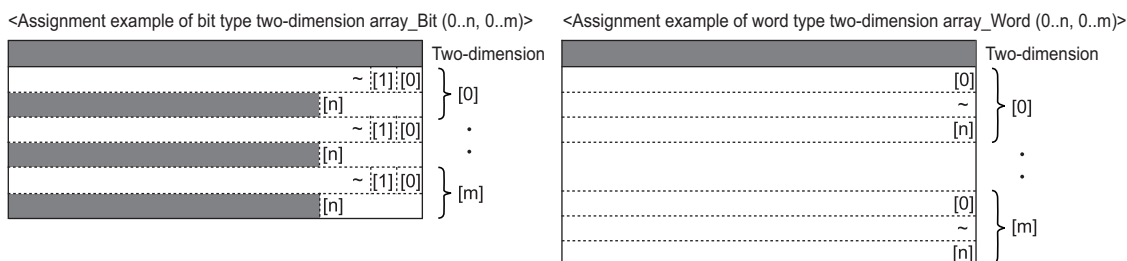 <Assignment example of bit type two-dimension array_Bit (0..n, 0..m)>
Two-dimension
~ [1] [0]
[n]
[0]
~ [1] [0]
[n]
~ [1] [0]
[n]
[m]
<Assignment example of word type two-dimension array_Word (0..n, 0..m)>
Two-dimension
[0]
~
[n]
[0]
[0]
~
[n]
[m]